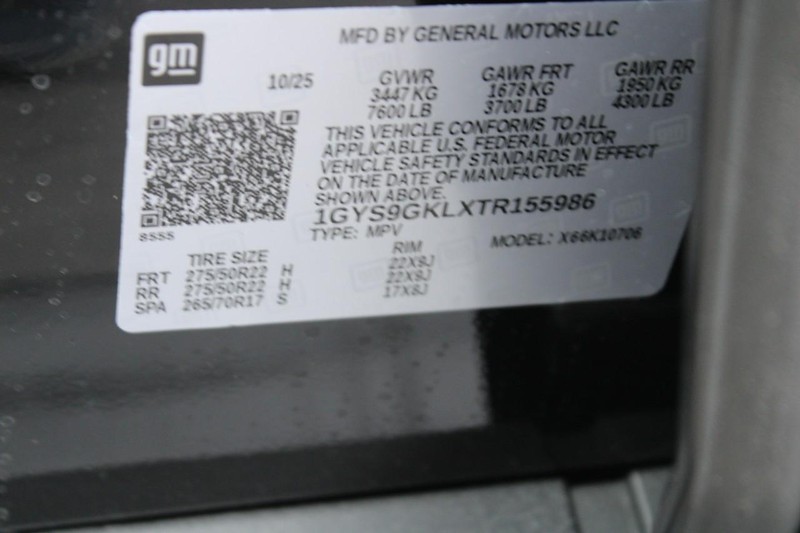 gm
MFD BY GENERAL MOTORS LLC
10/25 GVWR GAWR FRT GAWR RR
3447 KG 1678 KG 1950 KG
7600 LB 3700 LB 4300 LB
THIS VEHICLE CONFORMS TO ALL
APPLICABLE U.S. FEDERAL MOTOR
VEHICLE SAFETY STANDARDS IN EFFECT
ON THE DATE OF MANUFACTURE
SHOWN ABOVE.
1GYS9GKLXTR155986
8555
TYPE: MPV MODEL: X66K10706
TIRE SIZE RIM
FRT 275/50R22 H 22X8J
RR 275/50R22 H 22X8J
SPA 265/70R17 S 17X8J